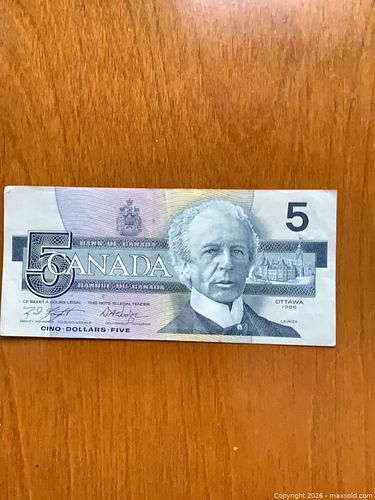 5
BANK OF CANADA
5 CANADA
BANQUE DU CANADA
CE BILLET A COURS LÉGAL THIS NOTE IS LEGAL TENDER
OTTAWA
1986
LAURIER
CINQ·DOLLARS·FIVE
Copyright 2026 - maxsold.com